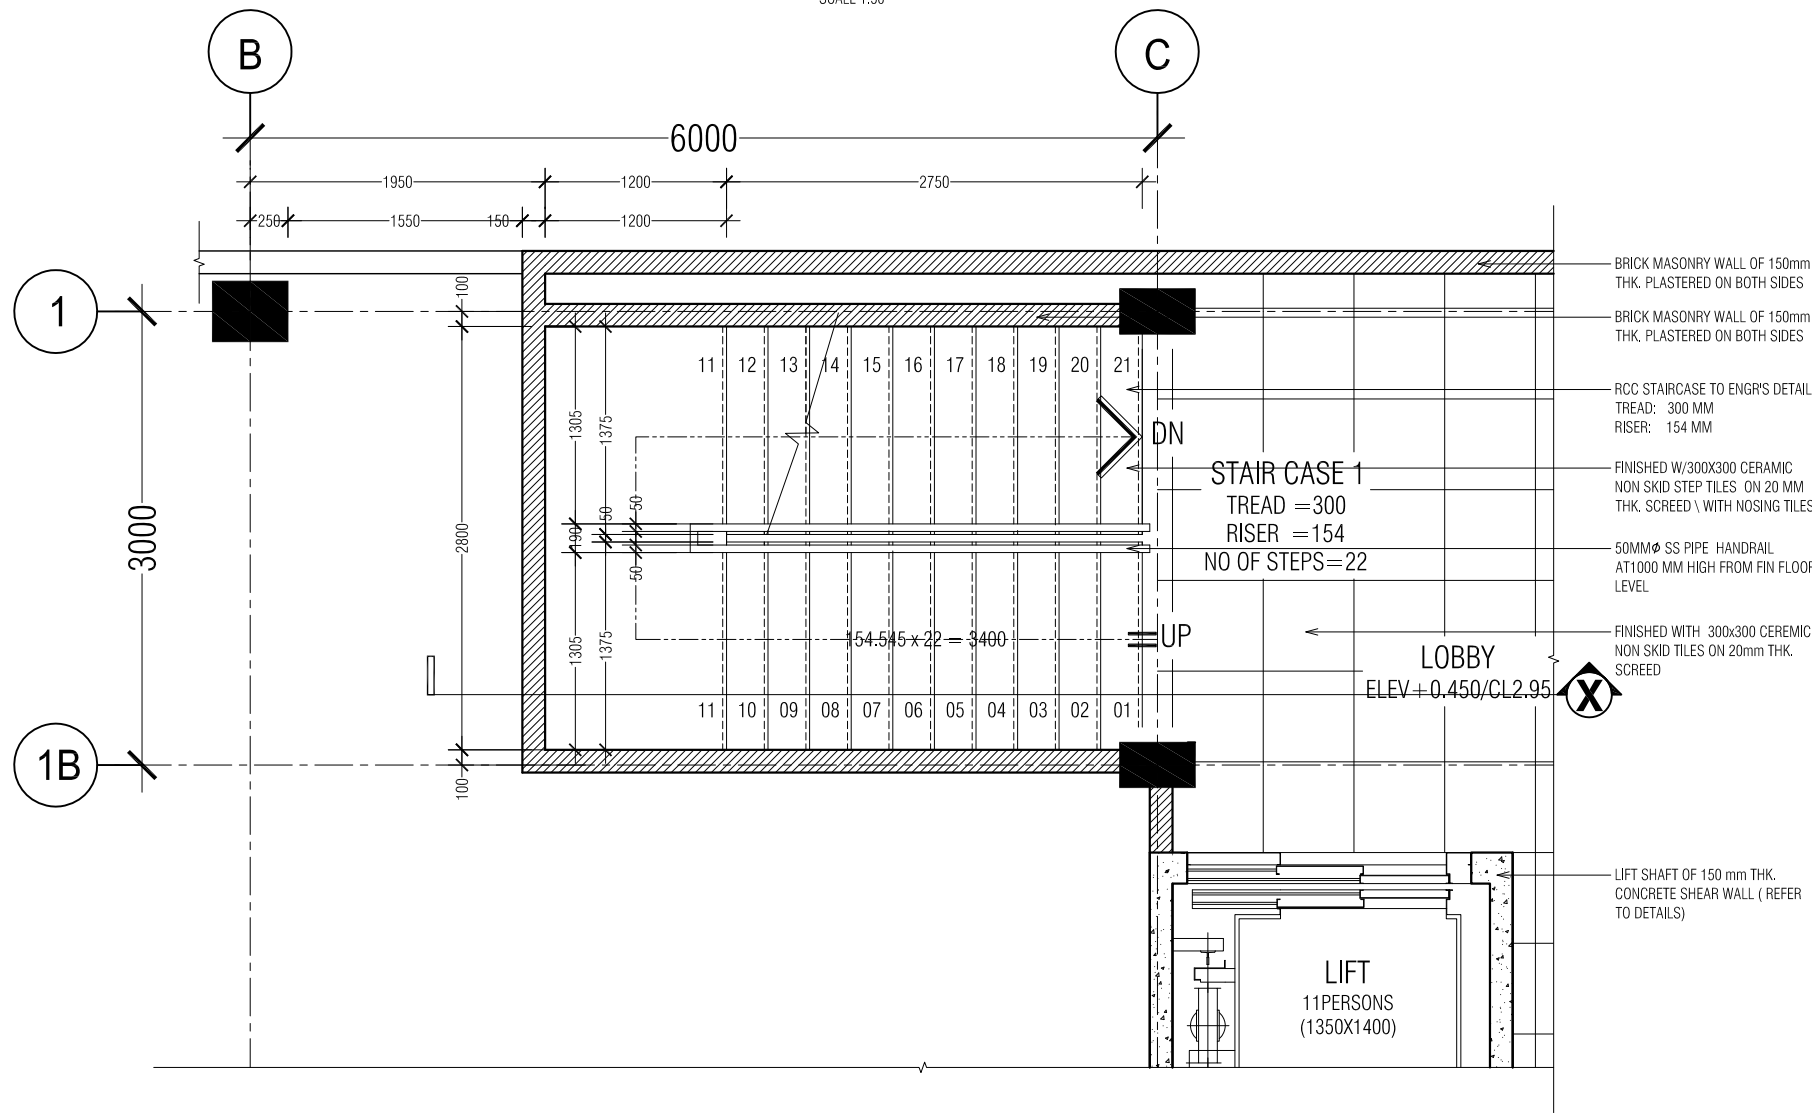 B
C
6000
1950
1200
2750
250
1550
150
1200
1
1B
3000
100
2800
100
1305
1375
50
50
190
50
1305
1375
11 12 13 14 15 16 17 18 19 20 21
DN
STAIR CASE 1
TREAD =300
RISER =154
NO OF STEPS=22
154.545 x 22 = 3400
UP
LOBBY
ELEV+0.450/CL2.95
X
11 10 09 08 07 06 05 04 03 02 01
BRICK MASONRY WALL OF 150mm
THK. PLASTERED ON BOTH SIDES
BRICK MASONRY WALL OF 150mm
THK. PLASTERED ON BOTH SIDES
RCC STAIRCASE TO ENGR'S DETAIL
TREAD: 300 MM
RISER: 154 MM
FINISHED W/300X300 CERAMIC
NON SKID STEP TILES ON 20 MM
THK. SCREED \ WITH NOSING TILES
50MMØ SS PIPE HANDRAIL
AT1000 MM HIGH FROM FIN FLOOR
LEVEL
FINISHED WITH 300x300 CEREMIC
NON SKID TILES ON 20mm THK.
SCREED
LIFT SHAFT OF 150 mm THK.
CONCRETE SHEAR WALL ( REFER
TO DETAILS)
LIFT
11PERSONS
(1350X1400)